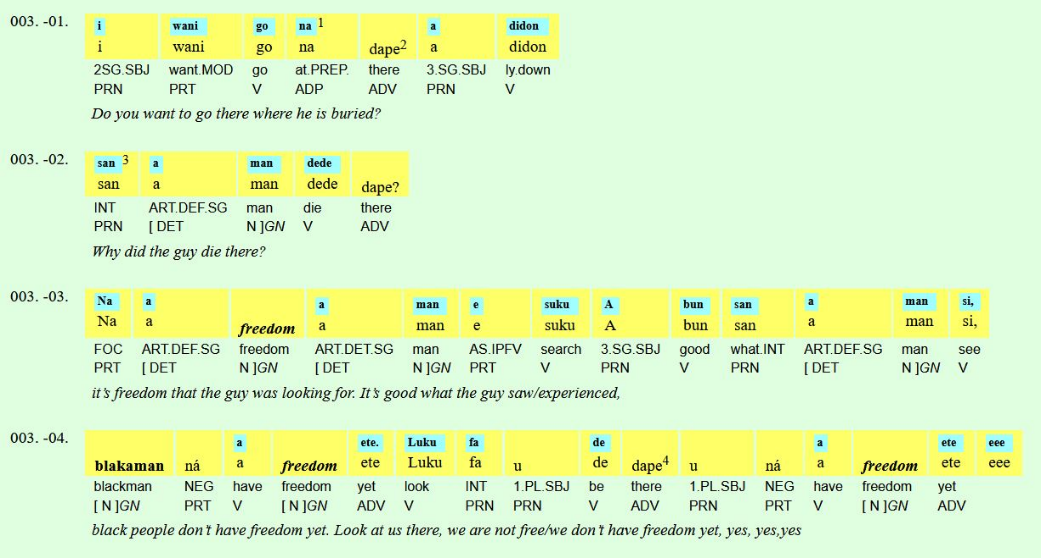 003. -01. i wani go na 1 a didon
i wani go na dape2 a didon
2SG.SBJ want.MOD go at.PREP. there 3.SG.SBJ ly.down
PRN PRT V ADP ADV PRN V
Do you want to go there where he is buried?
003. -02. san 3 a man dede
san a man dede dape?
INT ART.DEF.SG man die there
PRN [ DET N ]GN V ADV
Why did the guy die there?
003. -03. Na a a man e suku A bun san a man si,
Na a freedom a man e suku A bun san a man si,
FOC ART.DEF.SG freedom ART.DET.SG man AS.IPFV search 3.SG.SBJ good what.INT ART.DEF.SG man see
PRT [ DET N ]GN [ DET N ]GN PRT V PRN V PRN [ DET N ]GN V
it's freedom that the guy was looking for. It's good what the guy saw/experienced,
003. -04. a ete. Luku fa de a ete eee
blakaman ná a freedom ete Luku fa u de dape4 u ná a freedom ete eee
blackman NEG have freedom yet look INT 1.PL.SBJ be there 1.PL.SBJ NEG have freedom yet
[ N ]GN PRT V [ N ]GN ADV V PRN PRN V ADV PRN PRT V [ N ]GN ADV
black people don't have freedom yet. Look at us there, we are not free/we don't have freedom yet, yes, yes,yes